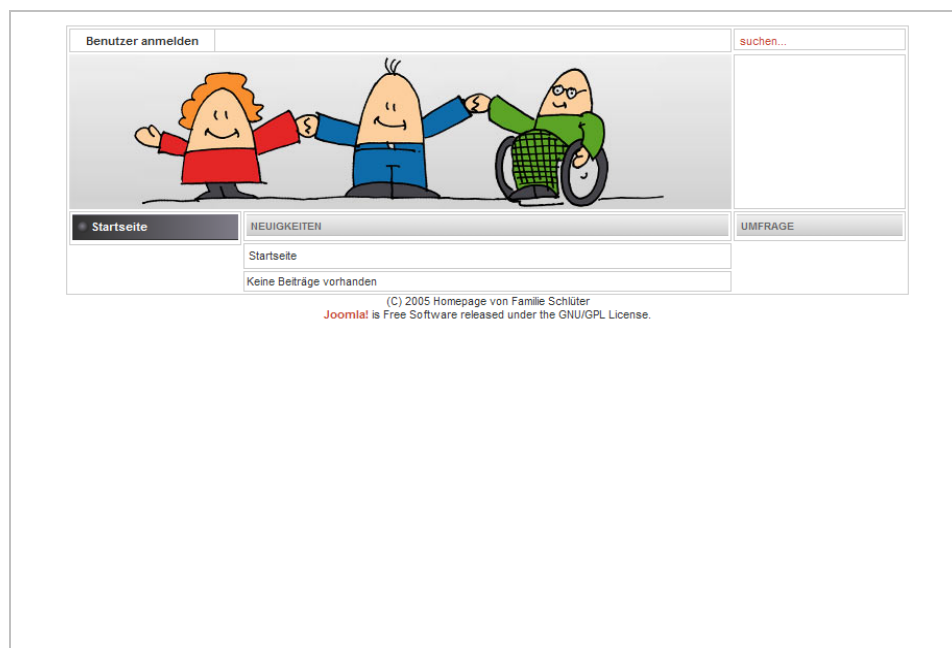 Benutzer anmelden
suchen...
Startseite
NEUIGKEITEN
UMFRAGE
Startseite
Keine Beiträge vorhanden
(C) 2005 Homepage von Familie Schlüter
Joomla! is Free Software released under the GNU/GPL License.